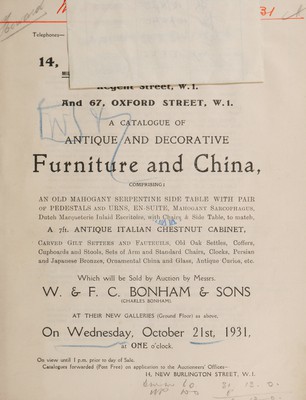 Telephones—
14,
Regent Street, W.1.
And 67, OXFORD STREET, W.1.
A CATALOGUE OF
ANTIQUE AND DECORATIVE
Furniture and China,
COMPRISING:
AN OLD MAHOGANY SERPENTINE SIDE TABLE WITH PAIR
OF PEDESTALS AND URNS, EN-SUITE, MAHOGANY SARCOPHAGUS,
Dutch Marqueterie Inlaid Escritoire, with Chairs & Side Table, to match,
A 7ft. ANTIQUE ITALIAN CHESTNUT CABINET,
CARVED GILT SETTEES AND FAUTEUILS, Old Oak Settles, Coffers,
Cupboards and Stools, Sets of Arm and Standard Chairs, Clocks, Persian
and Japanese Bronzes, Ornamental China and Glass, Antique Curios, etc.
Which will be Sold by Auction by Messrs.
W. & F. C. BONHAM & SONS
(CHARLES BONHAM)
AT THEIR NEW GALLERIES (Ground Floor) as above:
On Wednesday, October 21st, 1931,
at ONE o'clock.
On view until 1 p.m. prior to day of Sale.
Catalogues forwarded (Post Free) on application to the Auctioneers' Offices—
14, NEW BURLINGTON STREET, W.1.